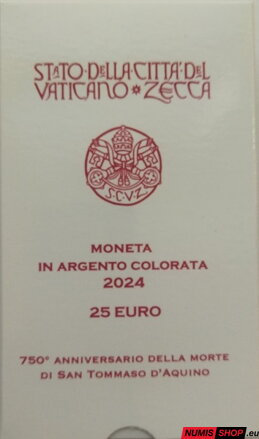 STATO·DELLA·CITTÀ·DEL
VATICANO * ZECCA
S·C·V·Z·
MONETA
IN ARGENTO COLORATA
2024
25 EURO
750° ANNIVERSARIO DELLA MORTE
DI SAN TOMMASO D'AQUINO
NUMIS SHOP.eu